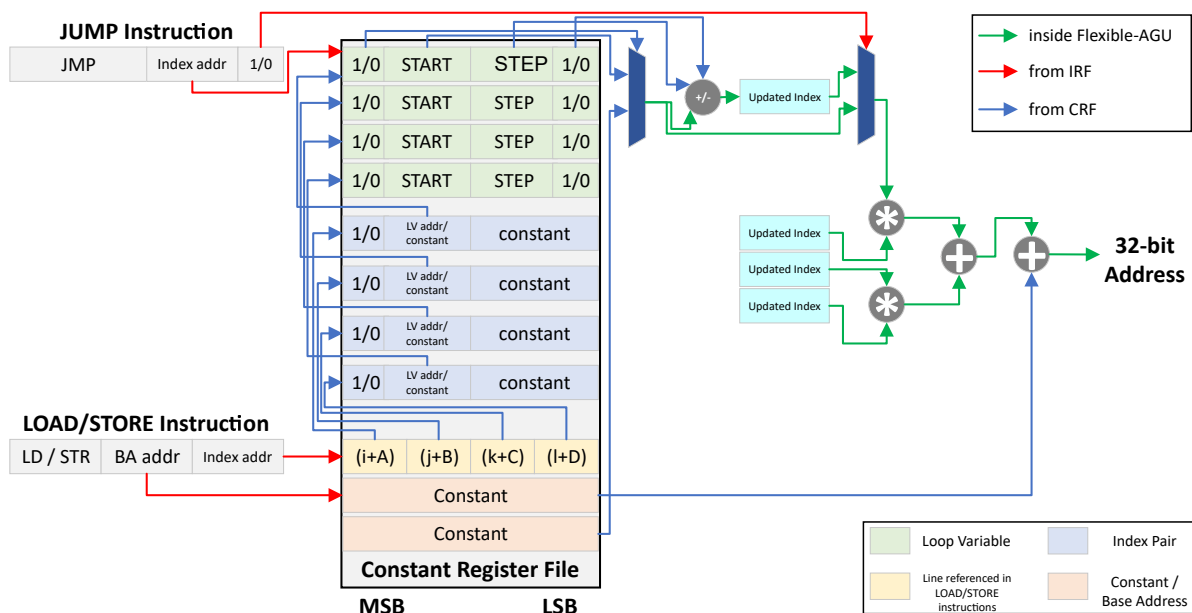 JUMP Instruction
JMP Index addr 1/0
1/0 START STEP 1/0
1/0 START STEP 1/0
1/0 START STEP 1/0
1/0 START STEP 1/0
1/0 LV addr/ constant constant
1/0 LV addr/ constant constant
1/0 LV addr/ constant constant
1/0 LV addr/ constant constant
LOAD/STORE Instruction
LD / STR BA addr Index addr
(i+A) (j+B) (k+C) (l+D)
Constant
Constant
Constant Register File
MSB LSB
+/-
Updated Index
Updated Index
Updated Index
Updated Index
32-bit
Address
inside Flexible-AGU
from IRF
from CRF
Loop Variable
Index Pair
Line referenced in
LOAD/STORE
instructions
Constant /
Base Address